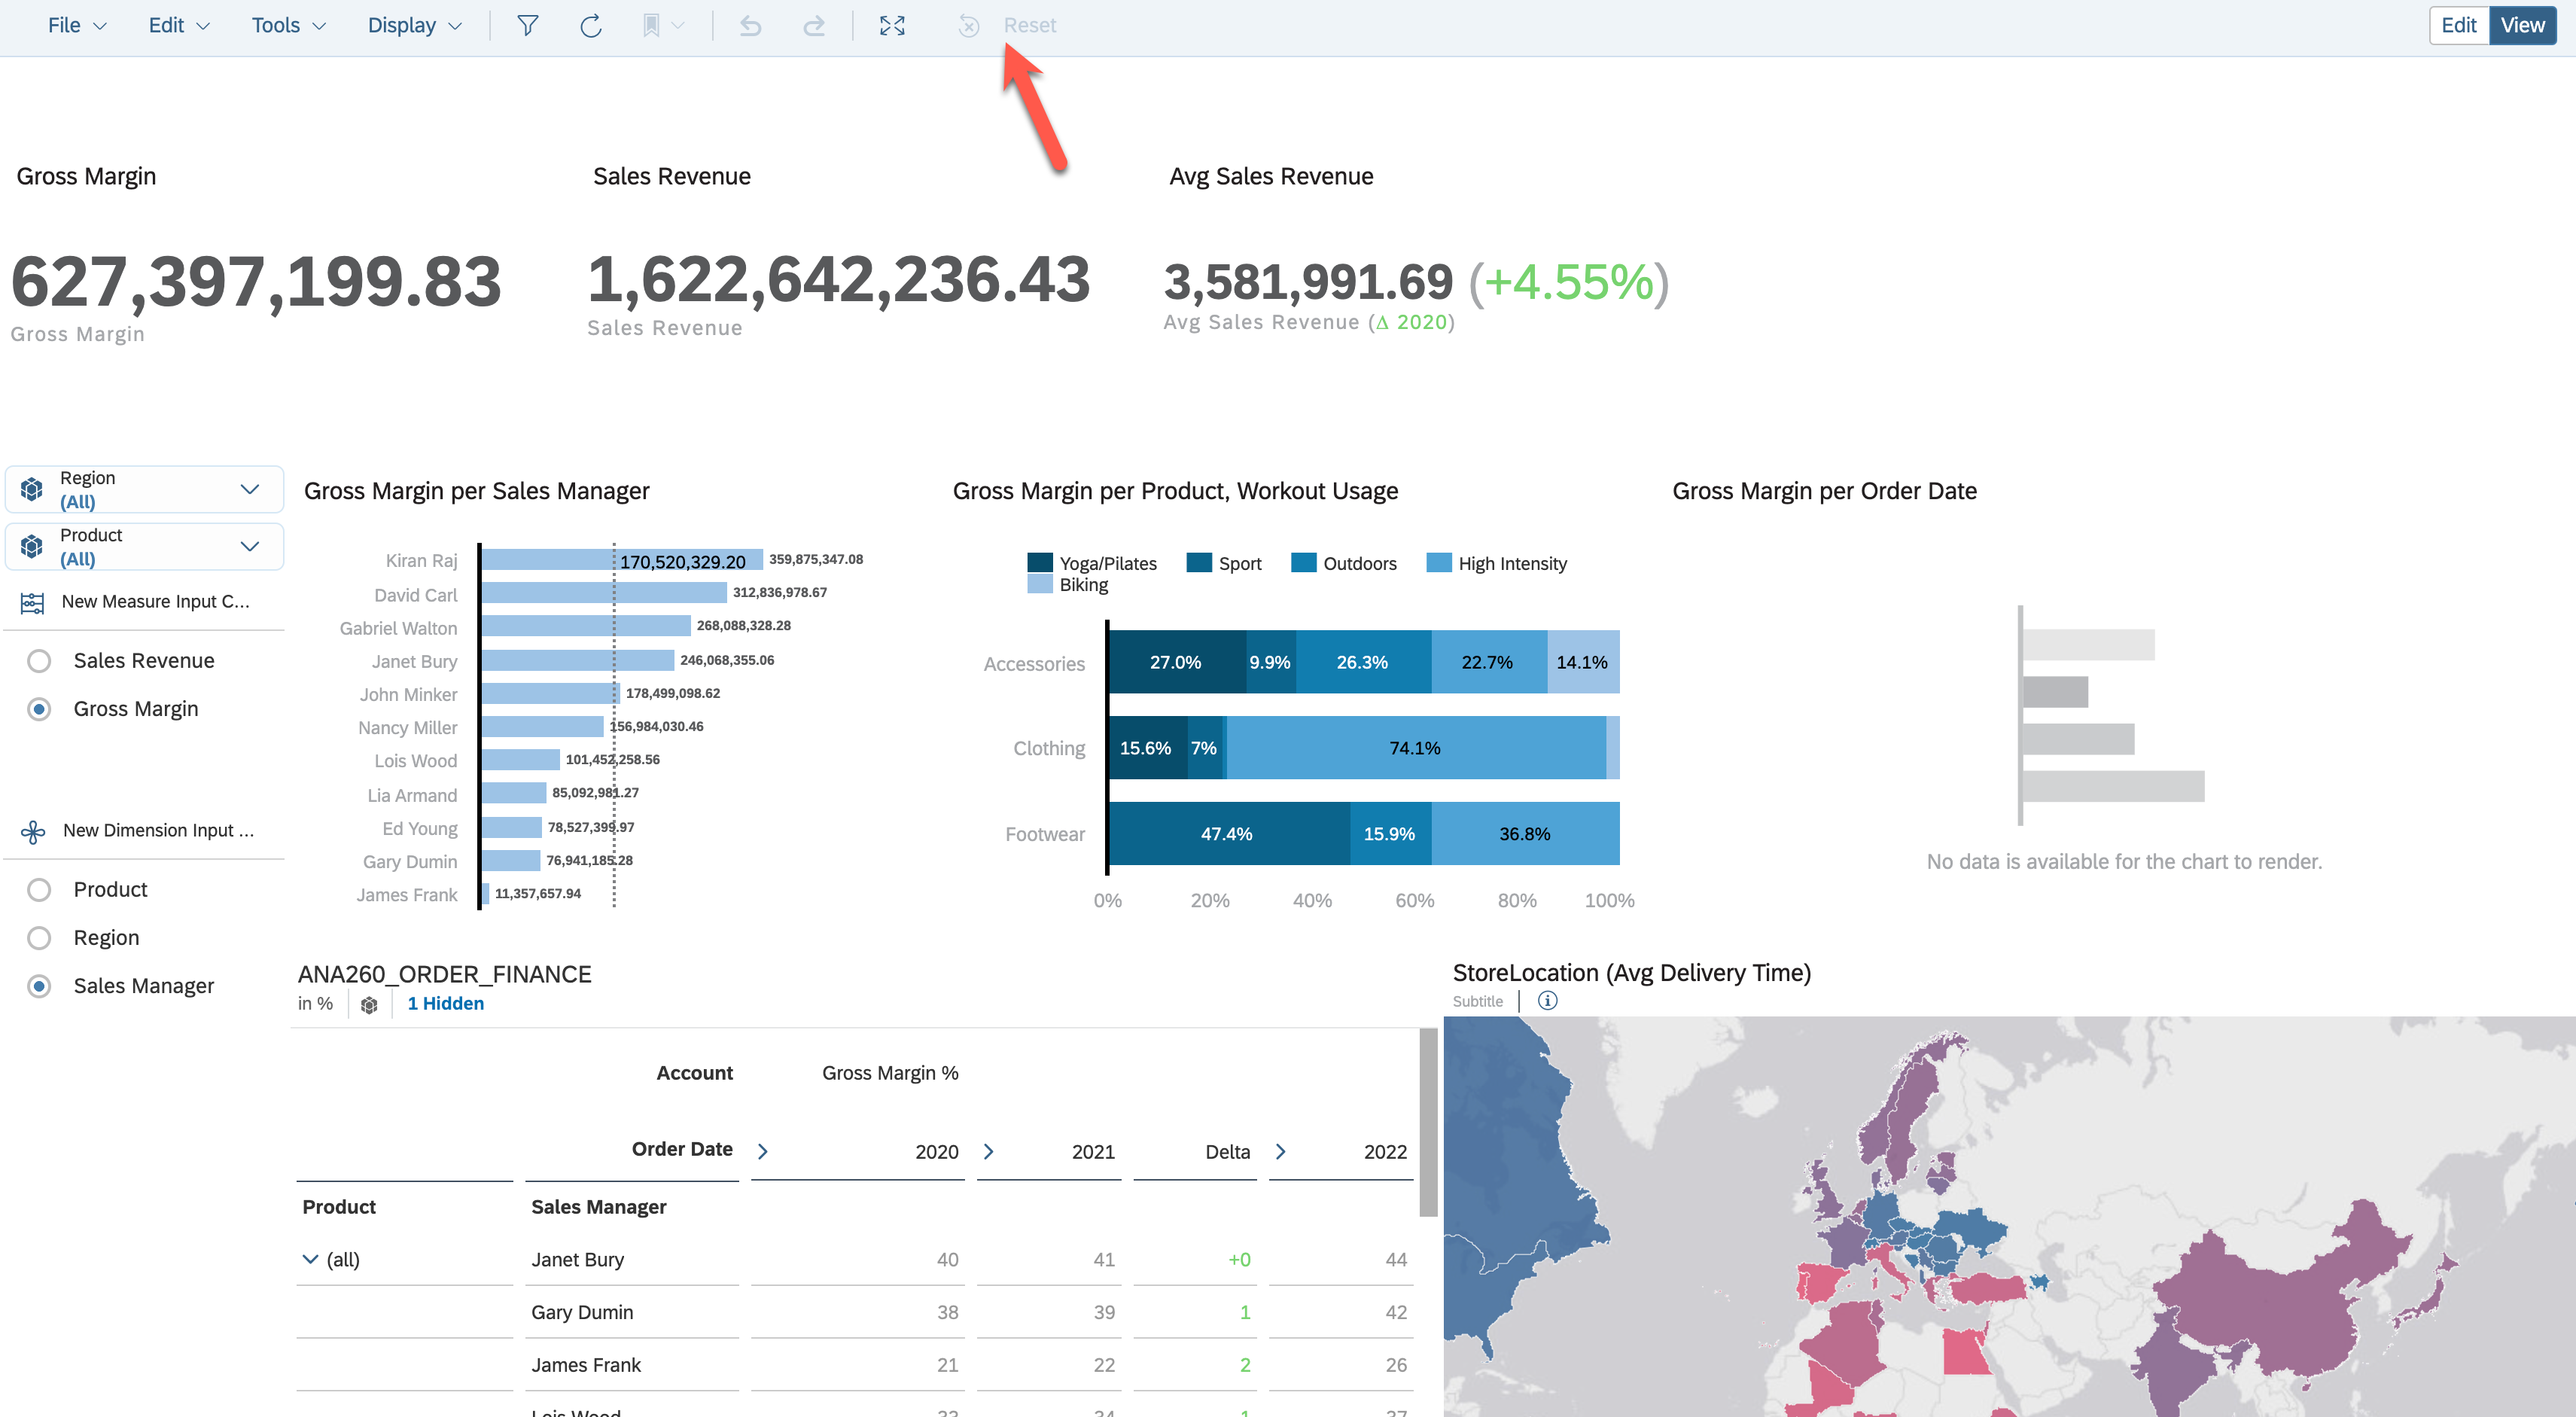 File Edit Tools Display Reset Edit View
Gross Margin Sales Revenue Avg Sales Revenue
627,397,199.83 1,622,642,236.43 3,581,991.69 (+4.55%)
Gross Margin Sales Revenue Avg Sales Revenue (Δ 2020)
Region
(All)
Product
(All)
New Measure Input C...
Sales Revenue
Gross Margin
New Dimension Input ...
Product
Region
Sales Manager
Gross Margin per Sales Manager
Kiran Raj 170,520,329.20 359,875,347.08
David Carl 312,836,978.67
Gabriel Walton 268,088,328.28
Janet Bury 246,068,355.06
John Minker 178,499,098.62
Nancy Miller 156,984,030.46
Lois Wood 101,452,258.56
Lia Armand 85,092,981.27
Ed Young 78,527,399.97
Gary Dumin 76,941,185.28
James Frank 11,357,657.94
Gross Margin per Product, Workout Usage
Yoga/Pilates Sport Outdoors High Intensity
Biking
Accessories 27.0% 9.9% 26.3% 22.7% 14.1%
Clothing 15.6% 7% 74.1%
Footwear 47.4% 15.9% 36.8%
0% 20% 40% 60% 80% 100%
Gross Margin per Order Date
No data is available for the chart to render.
ANA260_ORDER_FINANCE
in % 1 Hidden
Account Gross Margin %
Order Date 2020 2021 Delta 2022
Product Sales Manager
(all) Janet Bury 40 41 +0 44
Gary Dumin 38 39 1 42
James Frank 21 22 2 26
Lois Wood 33 34 1 37
StoreLocation (Avg Delivery Time)
Subtitle